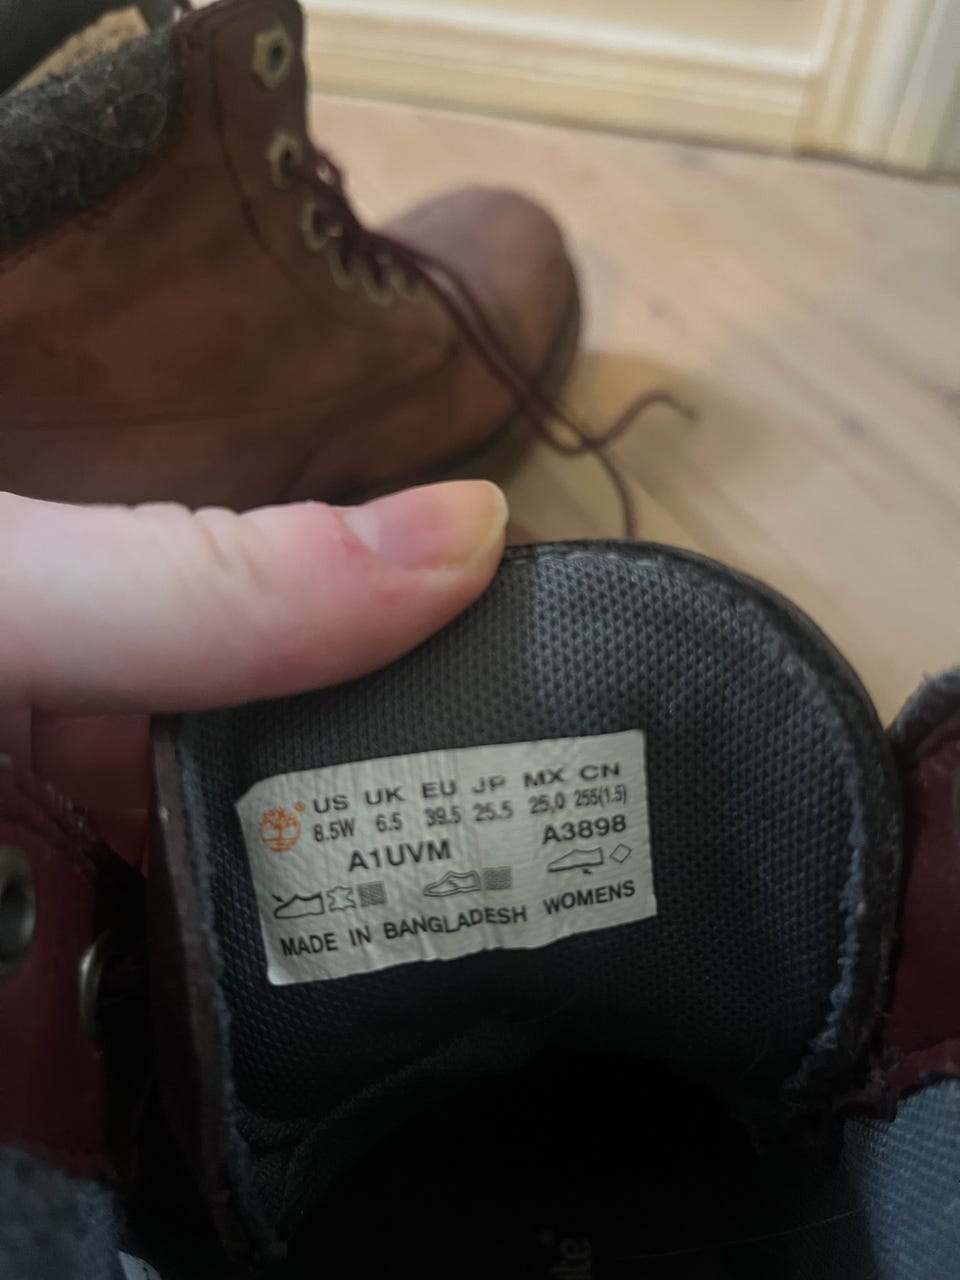 US UK EU JP MX CN
8.5W 6.5 39.5 25.5 25,0 255(1.5)
A1UVM A3898
MADE IN BANGLADESH WOMENS